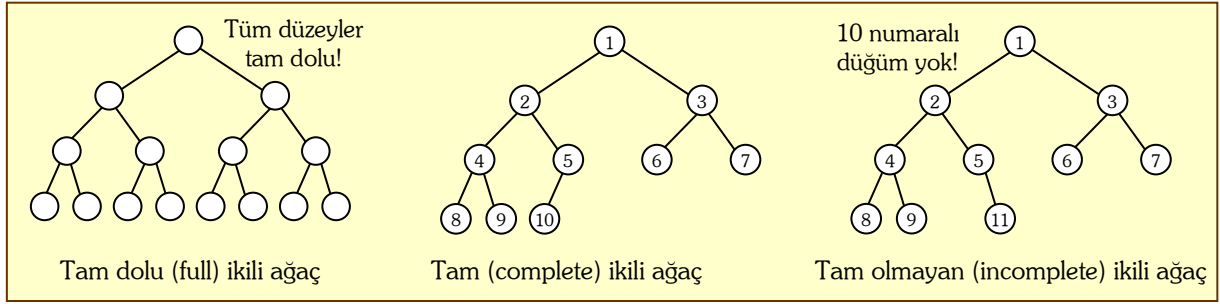 Tüm düzeyler
tam dolu!
Tam dolu (full) ikili ağaç
1
2 3
4 5 6 7
8 9 10
Tam (complete) ikili ağaç
10 numaralı
düğüm yok!
1
2 3
4 5 6 7
8 9 11
Tam olmayan (incomplete) ikili ağaç